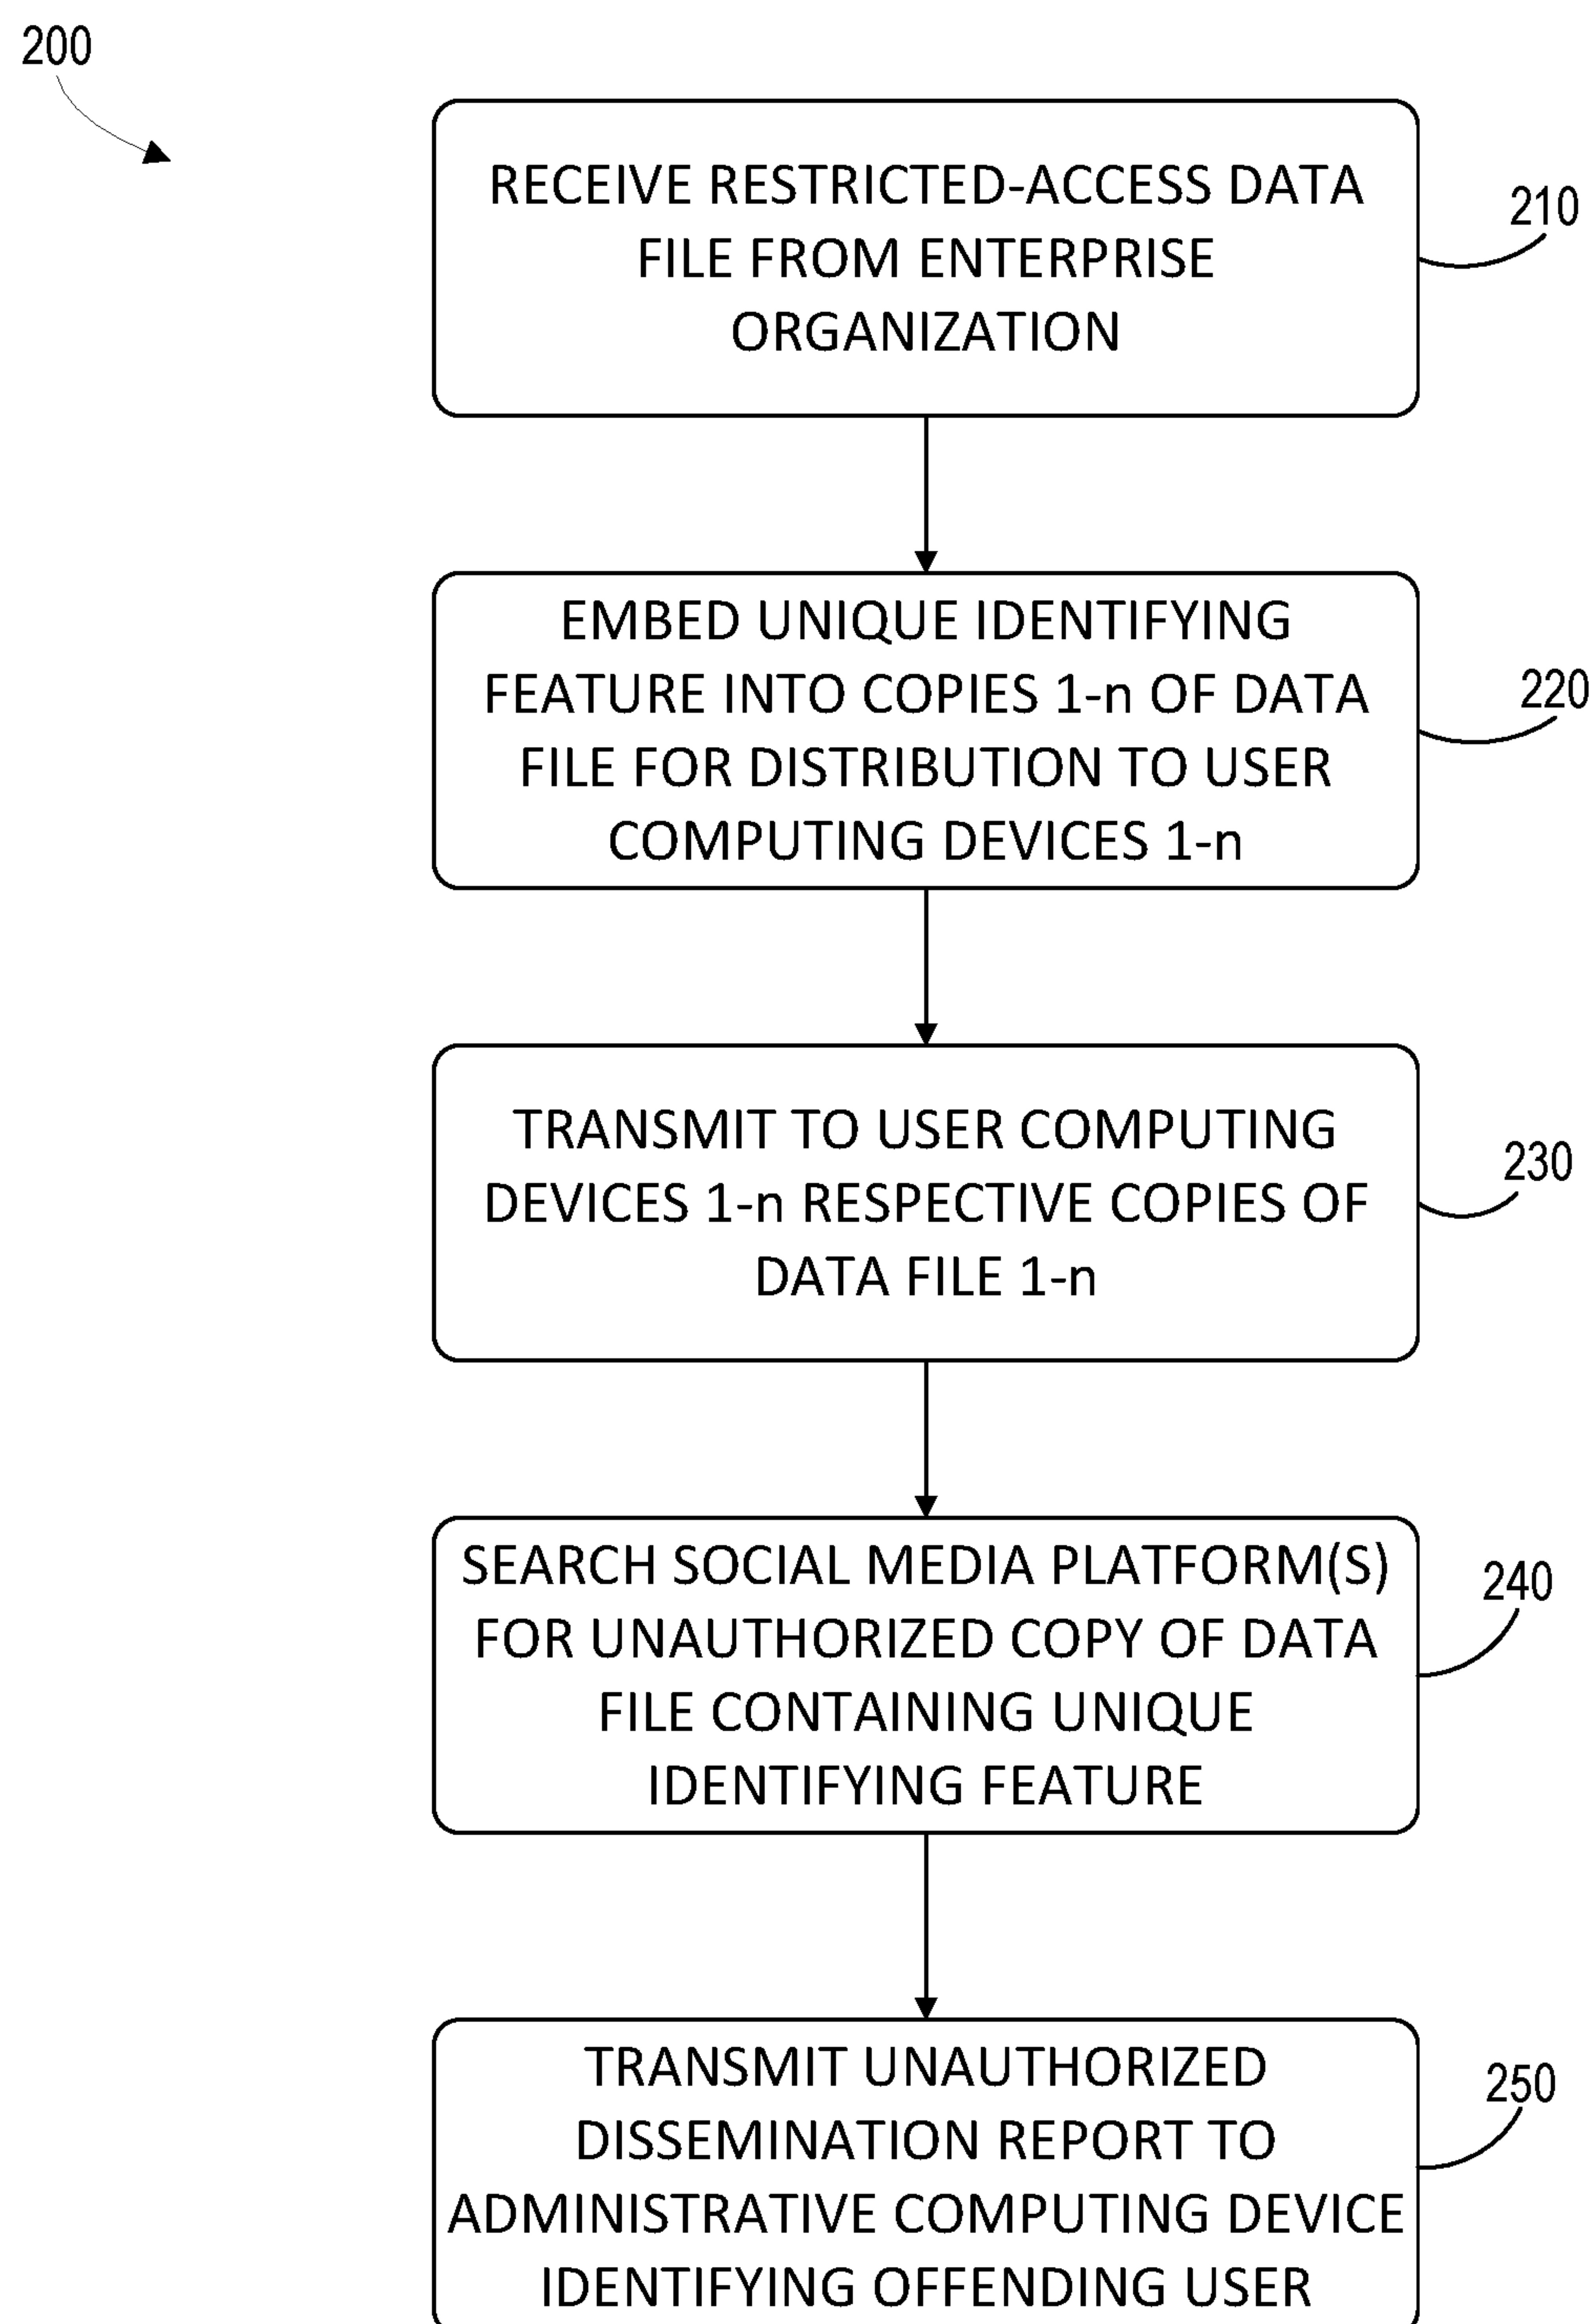 200
RECEIVE RESTRICTED-ACCESS DATA
FILE FROM ENTERPRISE
ORGANIZATION
210
EMBED UNIQUE IDENTIFYING
FEATURE INTO COPIES 1-n OF DATA
FILE FOR DISTRIBUTION TO USER
COMPUTING DEVICES 1-n
220
TRANSMIT TO USER COMPUTING
DEVICES 1-n RESPECTIVE COPIES OF
DATA FILE 1-n
230
SEARCH SOCIAL MEDIA PLATFORM(S)
FOR UNAUTHORIZED COPY OF DATA
FILE CONTAINING UNIQUE
IDENTIFYING FEATURE
240
TRANSMIT UNAUTHORIZED
DISSEMINATION REPORT TO
ADMINISTRATIVE COMPUTING DEVICE
IDENTIFYING OFFENDING USER
250